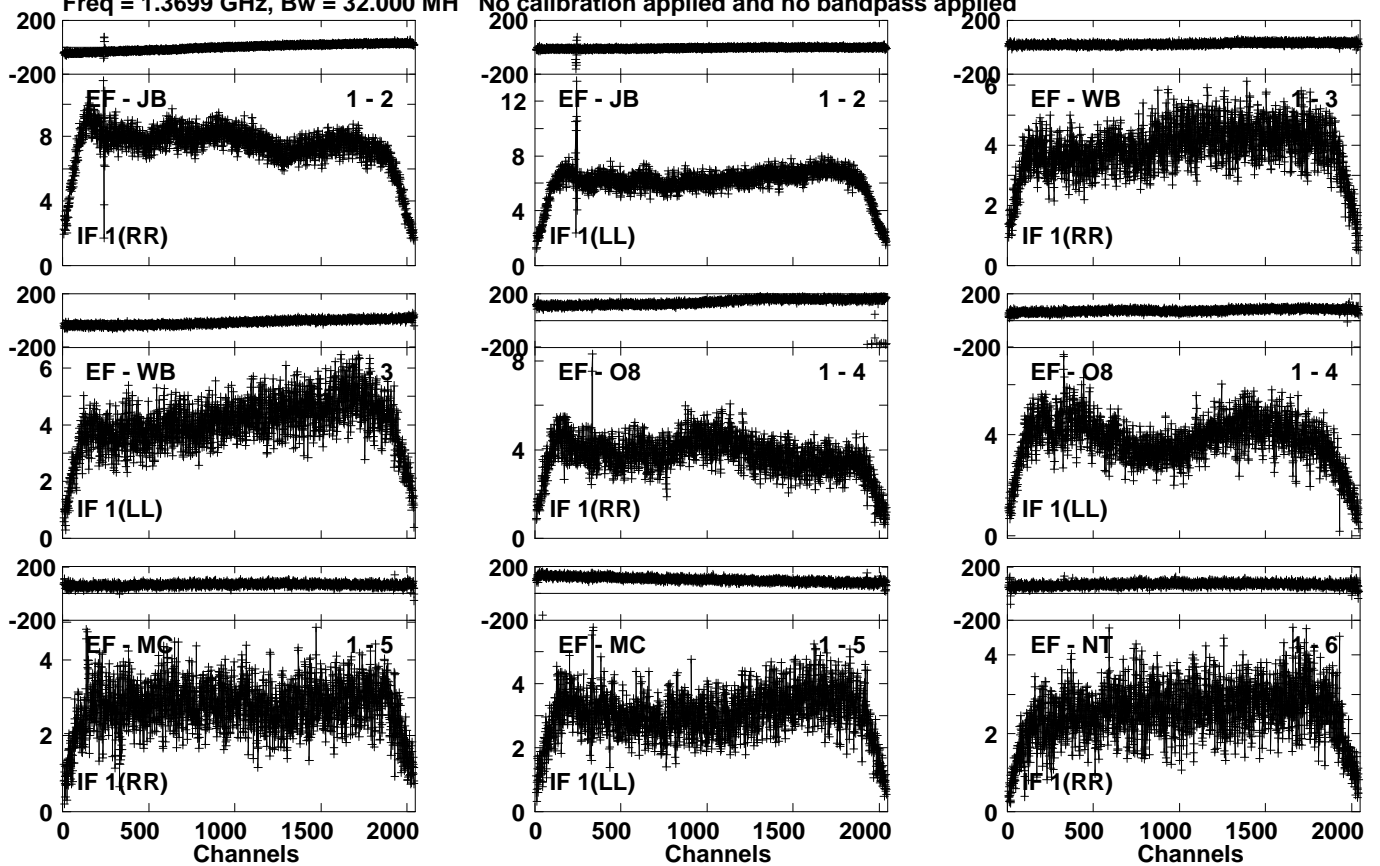 Freq = 1.3699 GHz, Bw = 32.000 MH No calibration applied and no bandpass applied
200
-200
EF - JB 1 - 2
8
4
0
IF 1(RR)
200
-200
EF - JB 1 - 2
12
8
4
0
IF 1(LL)
200
-200
6
EF - WB 1 - 3
4
2
0
IF 1(RR)
200
-200
EF - WB 1 - 3
6
4
2
0
IF 1(LL)
200
-200
8
EF - O8 1 - 4
4
0
IF 1(RR)
200
-200
EF - O8 1 - 4
4
0
IF 1(LL)
200
-200
EF - MC 1 - 5
4
2
0
IF 1(RR)
0 500 1000 1500 2000
Channels
200
-200
EF - MC 1 - 5
4
2
0
IF 1(LL)
0 500 1000 1500 2000
Channels
200
-200
EF - NT 1 - 6
4
2
0
IF 1(RR)
0 500 1000 1500 2000
Channels